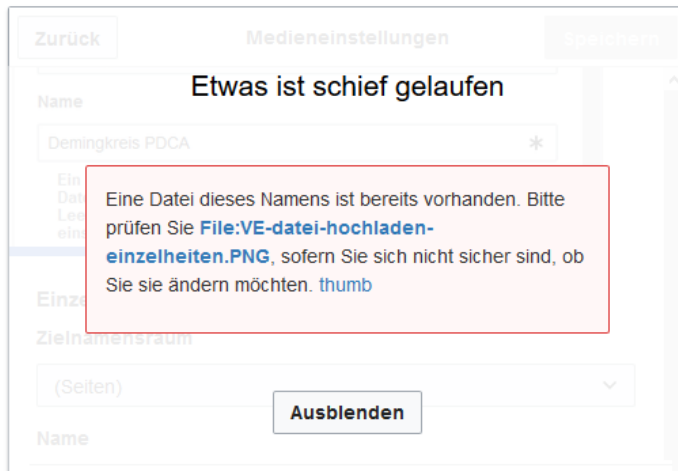 Zurück
Medieneinstellungen
Speichern
Etwas ist schief gelaufen
Name
Demingkreis PDCA
Ein
Eine Datei dieses Namens ist bereits vorhanden. Bitte
prüfen Sie File:VE-datei-hochladen-
einzelheiten.PNG, sofern Sie sich nicht sicher sind, ob
Sie sie ändern möchten. thumb
Zielnamensraum
(Seiten)
Ausblenden
Name